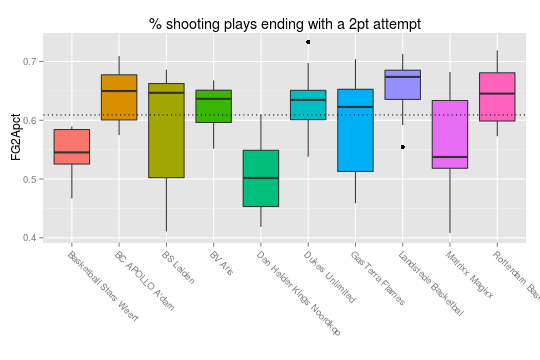 % shooting plays ending with a 2pt attempt
FG2Apct
0.7
0.6
0.5
0.4
Basketball Stars Weert
BC APOLLO A'dam
BS Leiden
BV Aris
Den Helder Kings Noordkop
Dukes Unlimited
GasTerra Flames
Landstede Basketbal
Matrixx Magixx
Rotterdam Bas